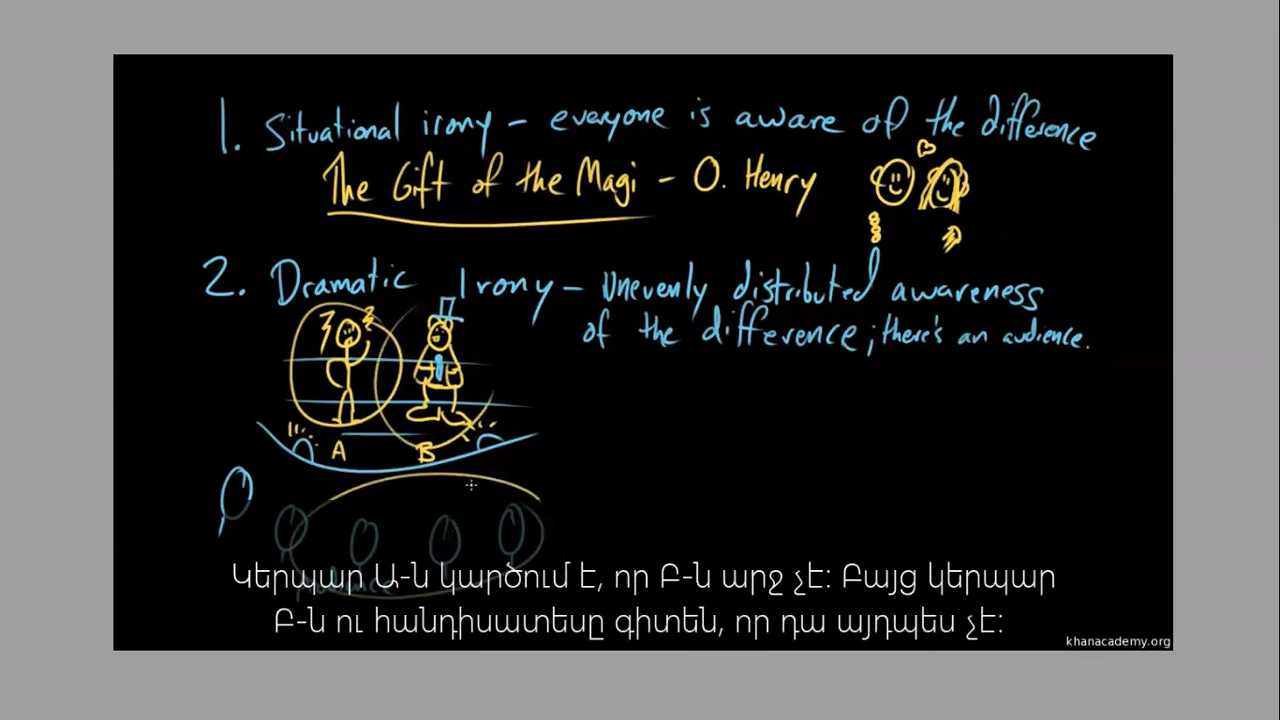 1. Situational irony – everyone is aware of the difference
The Gift of the Magi – O. Henry
2. Dramatic Irony – Unevenly distributed awareness
of the difference; there's an audience.
A B
Կերպար Ա-ն կարծում է, որ Բ-ն արջ չէ: Բայց կերպար
Բ-ն ու հանդիսատեսը գիտեն, որ դա այդպես չէ:
khanacademy.org